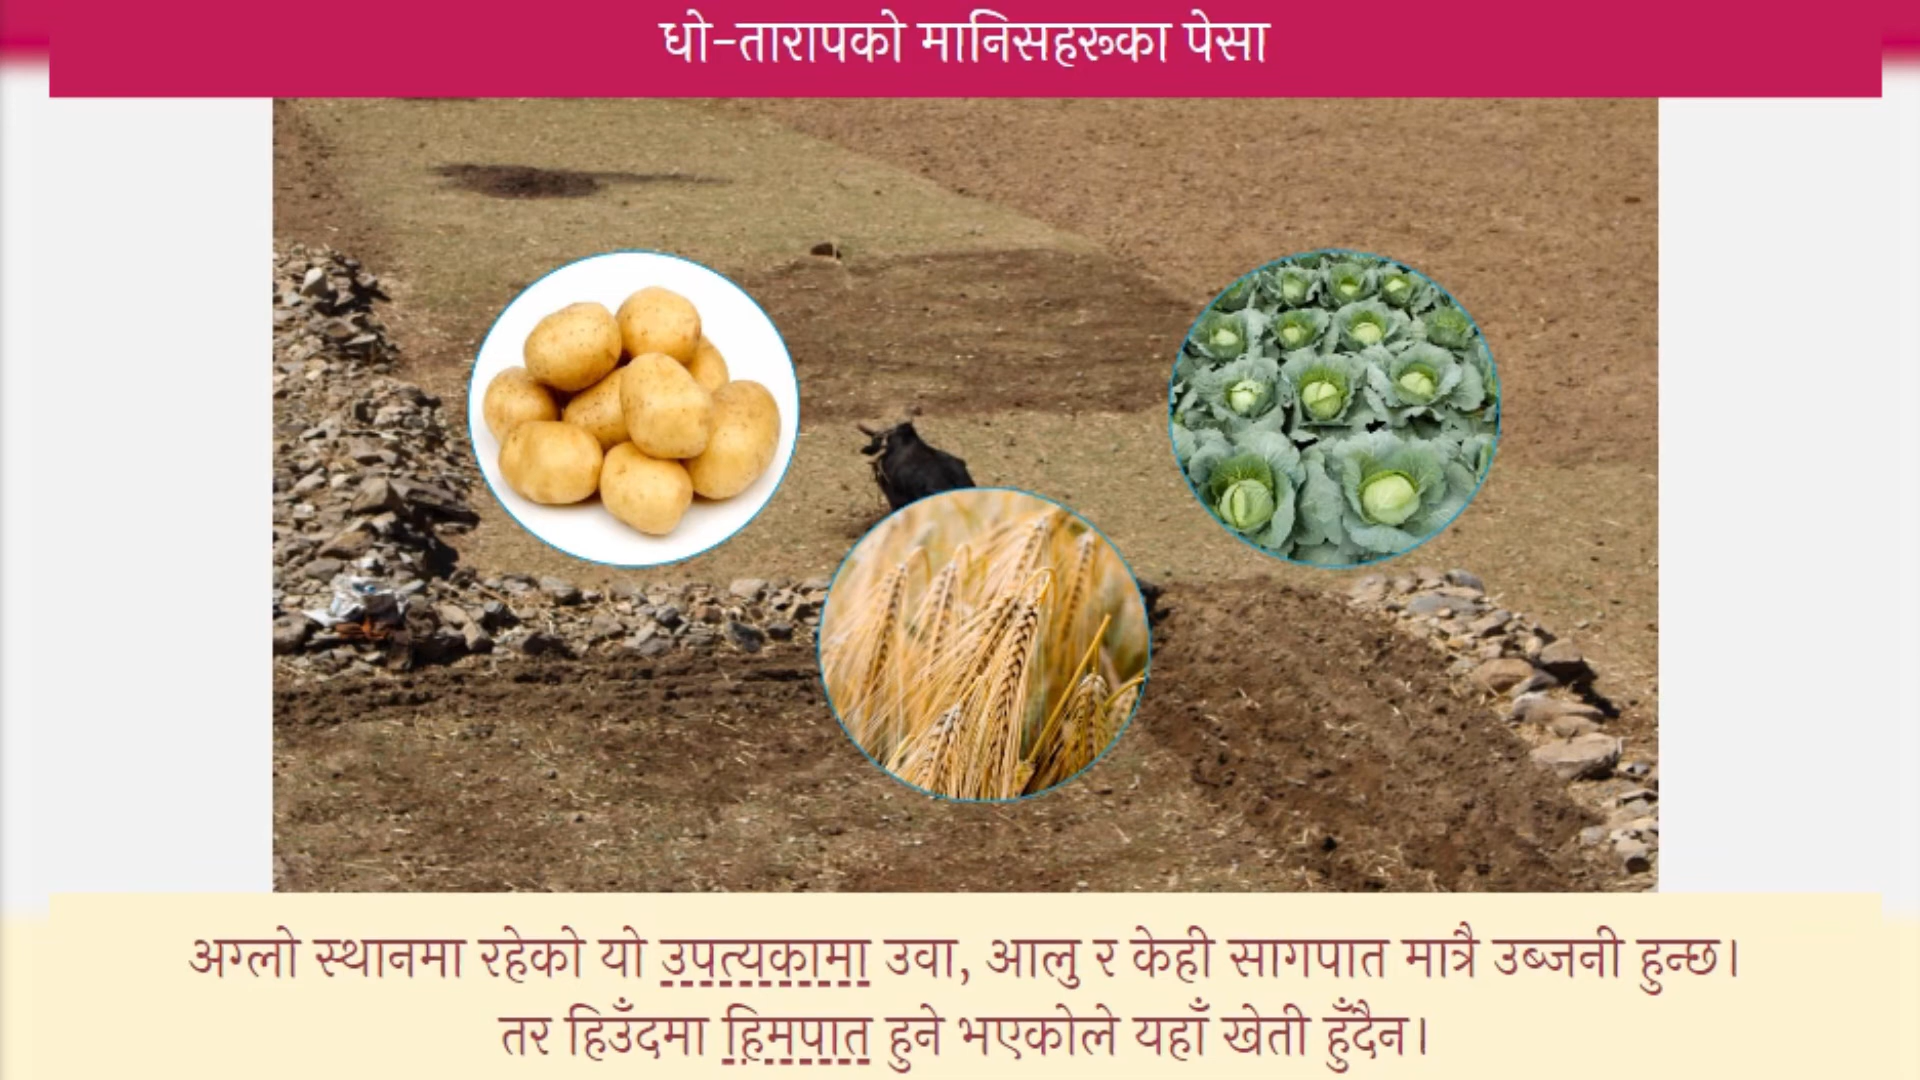 धो-तारापको मानिसहरूका पेसा
अग्लो स्थानमा रहेको यो उपत्यकामा उवा, आलु र केही सागपात मात्रै उब्जनी हुन्छ।
तर हिउँदमा हिमपात हुने भएकोले यहाँ खेती हुँदैन।